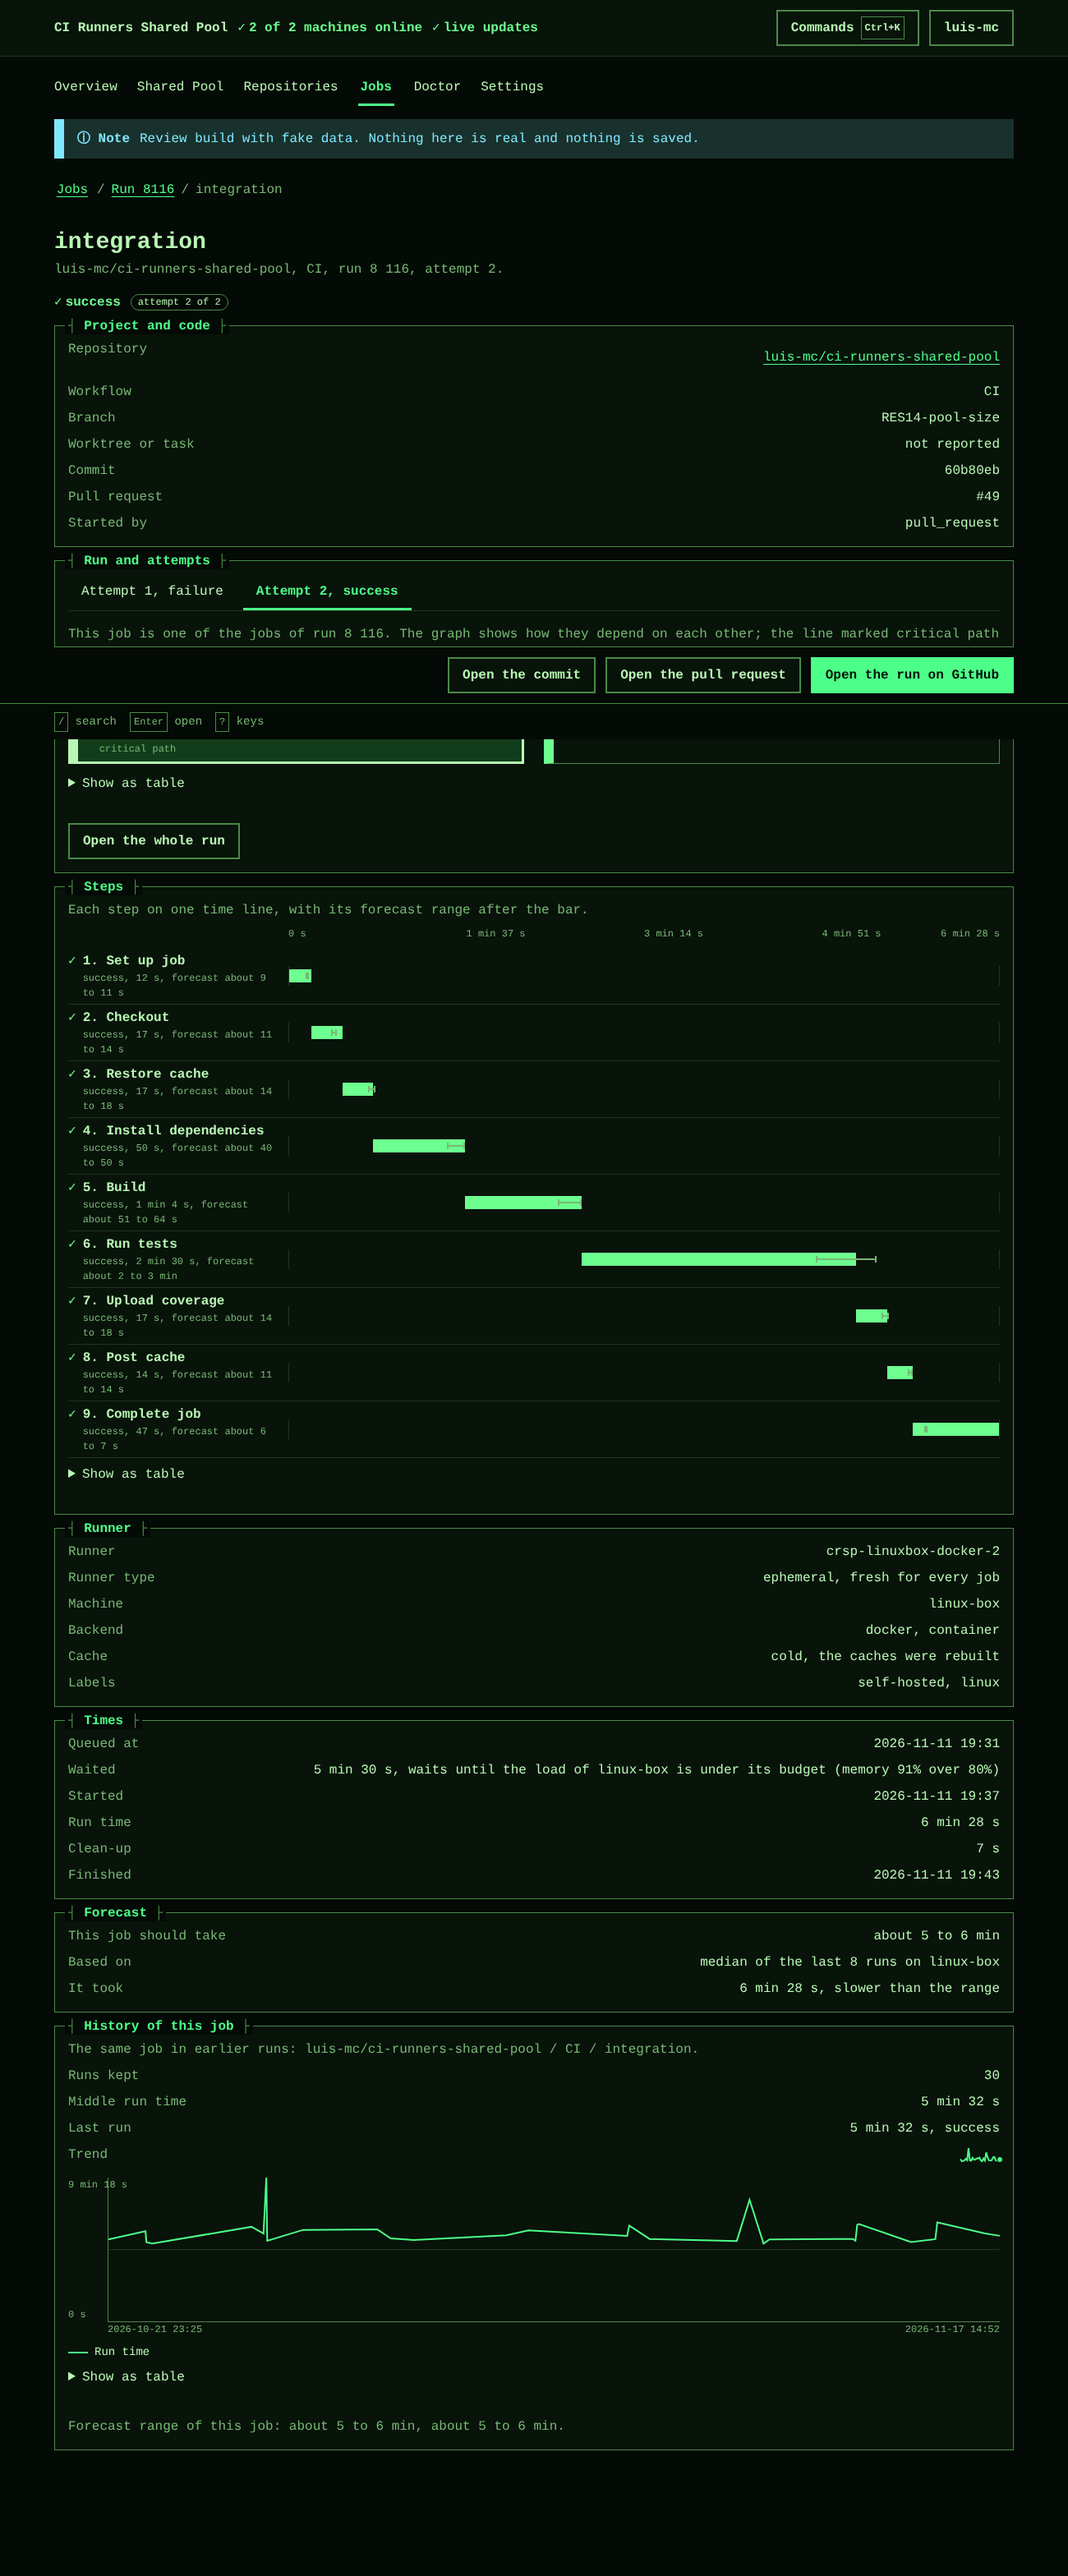 CI Runners Shared Pool ✓ 2 of 2 machines online ✓ live updates
Commands Ctrl+K
luis-mc
Overview Shared Pool Repositories Jobs Doctor Settings
ⓘ Note Review build with fake data. Nothing here is real and nothing is saved.
Jobs / Run 8116 / integration
integration
luis-mc/ci-runners-shared-pool, CI, run 8 116, attempt 2.
✓ success attempt 2 of 2
Project and code
Repository luis-mc/ci-runners-shared-pool
Workflow CI
Branch RES14-pool-size
Worktree or task not reported
Commit 60b80eb
Pull request #49
Started by pull_request
Run and attempts
Attempt 1, failure Attempt 2, success
This job is one of the jobs of run 8 116. The graph shows how they depend on each other; the line marked critical path
Open the commit Open the pull request Open the run on GitHub
/ search Enter open ? keys
critical path
▶ Show as table
Open the whole run
Steps
Each step on one time line, with its forecast range after the bar.
0 s 1 min 37 s 3 min 14 s 4 min 51 s 6 min 28 s
✓ 1. Set up job
success, 12 s, forecast about 9
to 11 s
✓ 2. Checkout
success, 17 s, forecast about 11
to 14 s
✓ 3. Restore cache
success, 17 s, forecast about 14
to 18 s
✓ 4. Install dependencies
success, 50 s, forecast about 40
to 50 s
✓ 5. Build
success, 1 min 4 s, forecast
about 51 to 64 s
✓ 6. Run tests
success, 2 min 30 s, forecast
about 2 to 3 min
✓ 7. Upload coverage
success, 17 s, forecast about 14
to 18 s
✓ 8. Post cache
success, 14 s, forecast about 11
to 14 s
✓ 9. Complete job
success, 47 s, forecast about 6
to 7 s
▶ Show as table
Runner
Runner crsp-linuxbox-docker-2
Runner type ephemeral, fresh for every job
Machine linux-box
Backend docker, container
Cache cold, the caches were rebuilt
Labels self-hosted, linux
Times
Queued at 2026-11-11 19:31
Waited 5 min 30 s, waits until the load of linux-box is under its budget (memory 91% over 80%)
Started 2026-11-11 19:37
Run time 6 min 28 s
Clean-up 7 s
Finished 2026-11-11 19:43
Forecast
This job should take about 5 to 6 min
Based on median of the last 8 runs on linux-box
It took 6 min 28 s, slower than the range
History of this job
The same job in earlier runs: luis-mc/ci-runners-shared-pool / CI / integration.
Runs kept 30
Middle run time 5 min 32 s
Last run 5 min 32 s, success
Trend
9 min 18 s
0 s
2026-10-21 23:25 2026-11-17 14:52
Run time
▶ Show as table
Forecast range of this job: about 5 to 6 min, about 5 to 6 min.